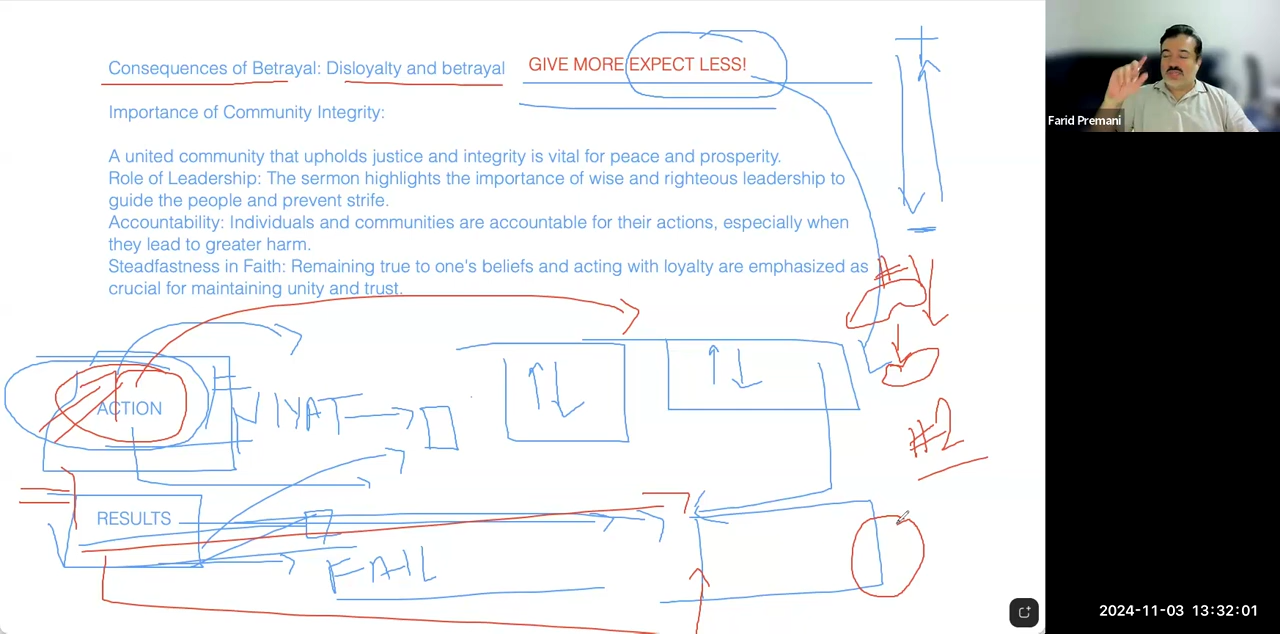 Consequences of Betrayal: Disloyalty and betrayal GIVE MORE EXPECT LESS!
Farid Premani
Importance of Community Integrity:
A united community that upholds justice and integrity is vital for peace and prosperity.
Role of Leadership: The sermon highlights the importance of wise and righteous leadership to
guide the people and prevent strife.
Accountability: Individuals and communities are accountable for their actions, especially when
they lead to greater harm.
Steadfastness in Faith: Remaining true to one's beliefs and acting with loyalty are emphasized as
crucial for maintaining unity and trust.
#1
ACTION
NIYAT
#2
RESULTS
FAIL
2024-11-03 13:32:01